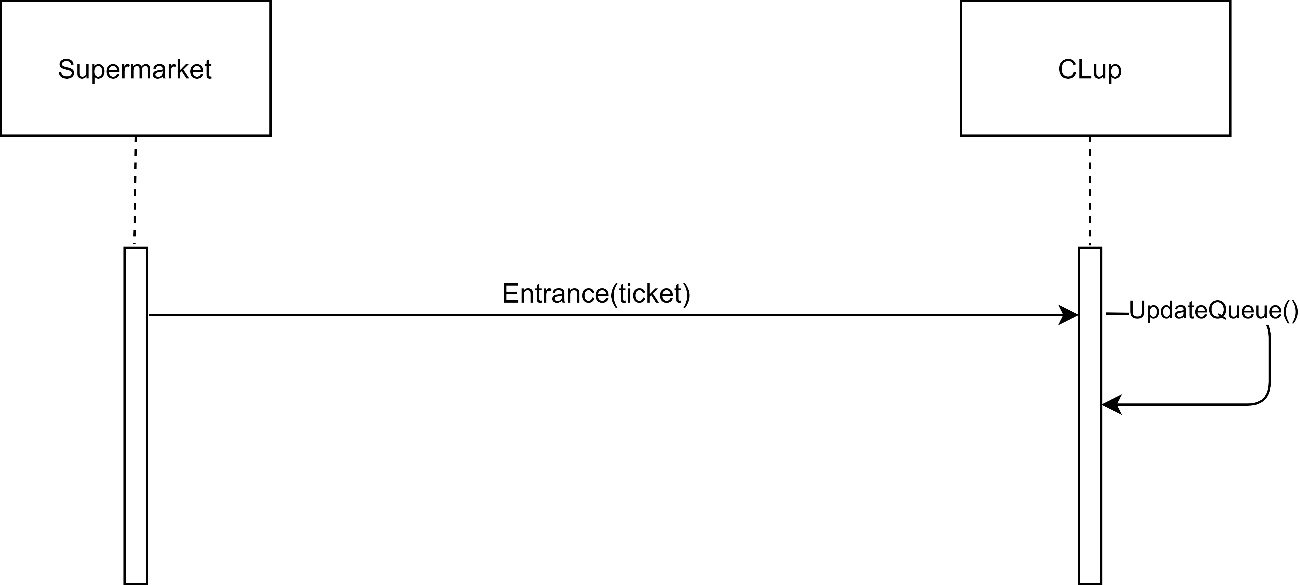 Supermarket
CLup
Entrance(ticket)
UpdateQueue()